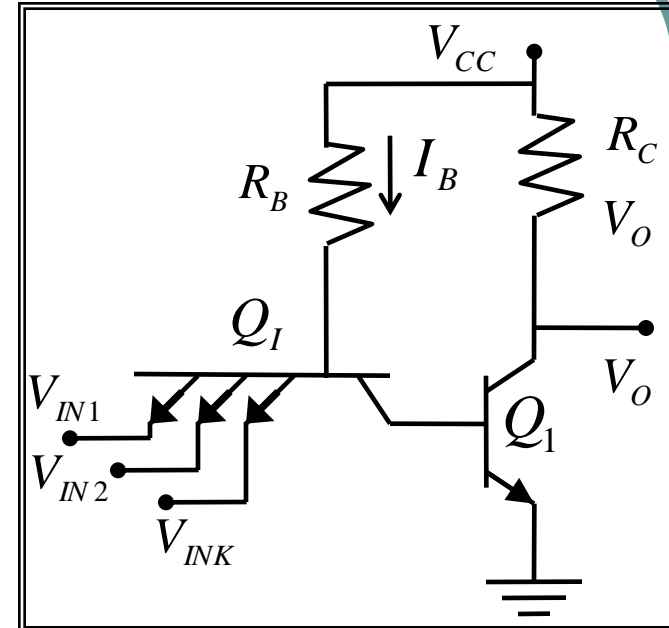 V_CC
R_C
R_B
I_B
V_O
Q_I
V_IN1
V_O
Q_1
V_IN2
V_INK